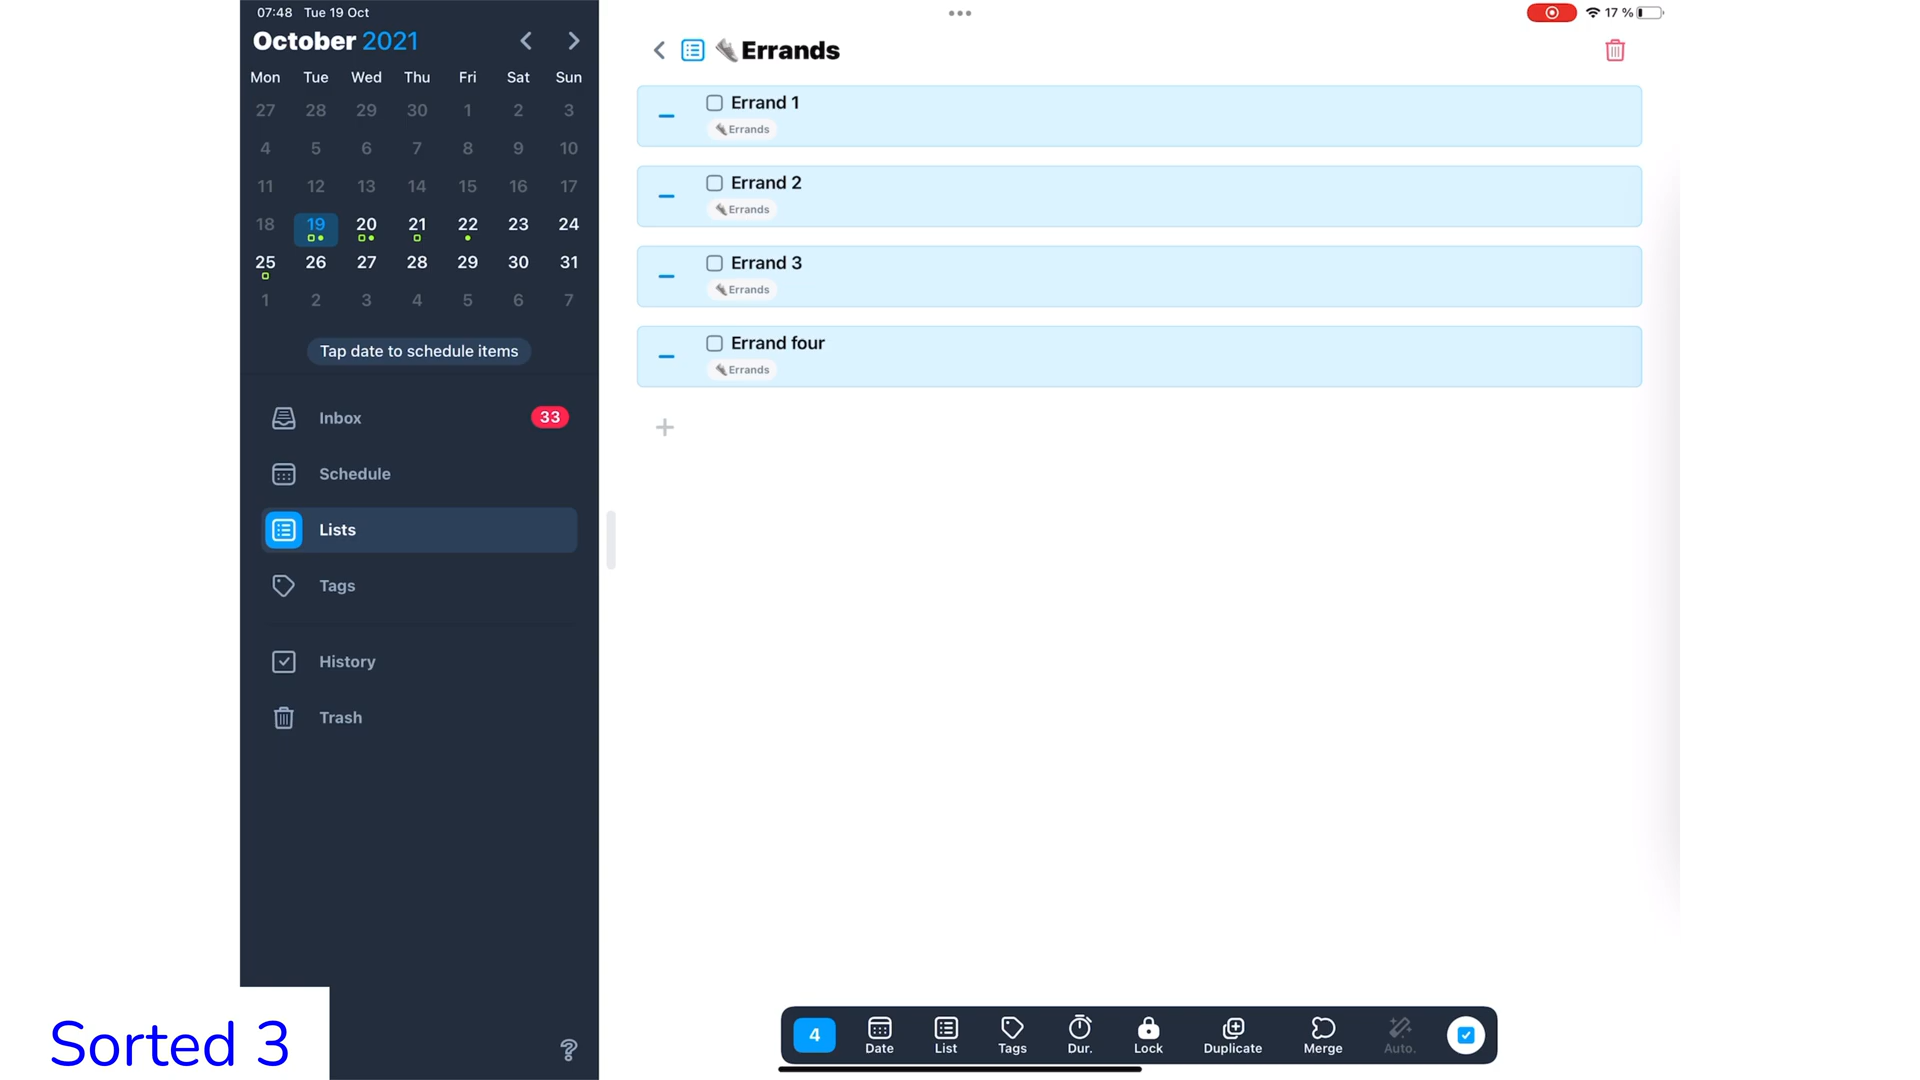 07:48 Tue 19 Oct
17 %
October 2021
Mon Tue Wed Thu Fri Sat Sun
27 28 29 30 1 2 3
4 5 6 7 8 9 10
11 12 13 14 15 16 17
18 19 20 21 22 23 24
25 26 27 28 29 30 31
1 2 3 4 5 6 7
Tap date to schedule items
Inbox 33
Schedule
Lists
Tags
History
Trash
?
Errands
Errand 1
Errands
Errand 2
Errands
Errand 3
Errands
Errand four
Errands
4 Date List Tags Dur. Lock Duplicate Merge Auto.
Sorted 3